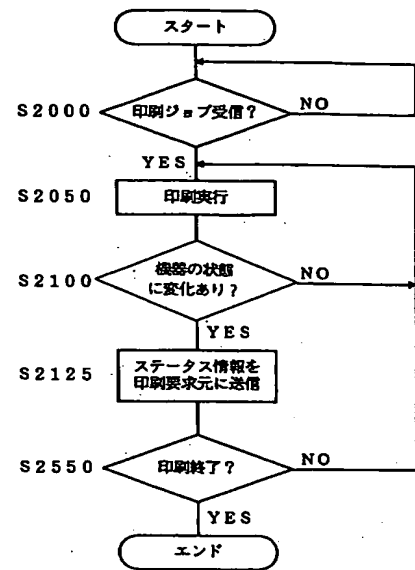 スタート
S2000
印刷ジョブ受信？
NO
YES
S2050
印刷実行
S2100
機器の状態
に変化あり？
NO
YES
S2125
ステータス情報を
印刷要求元に送信
S2550
印刷終了？
NO
YES
エンド